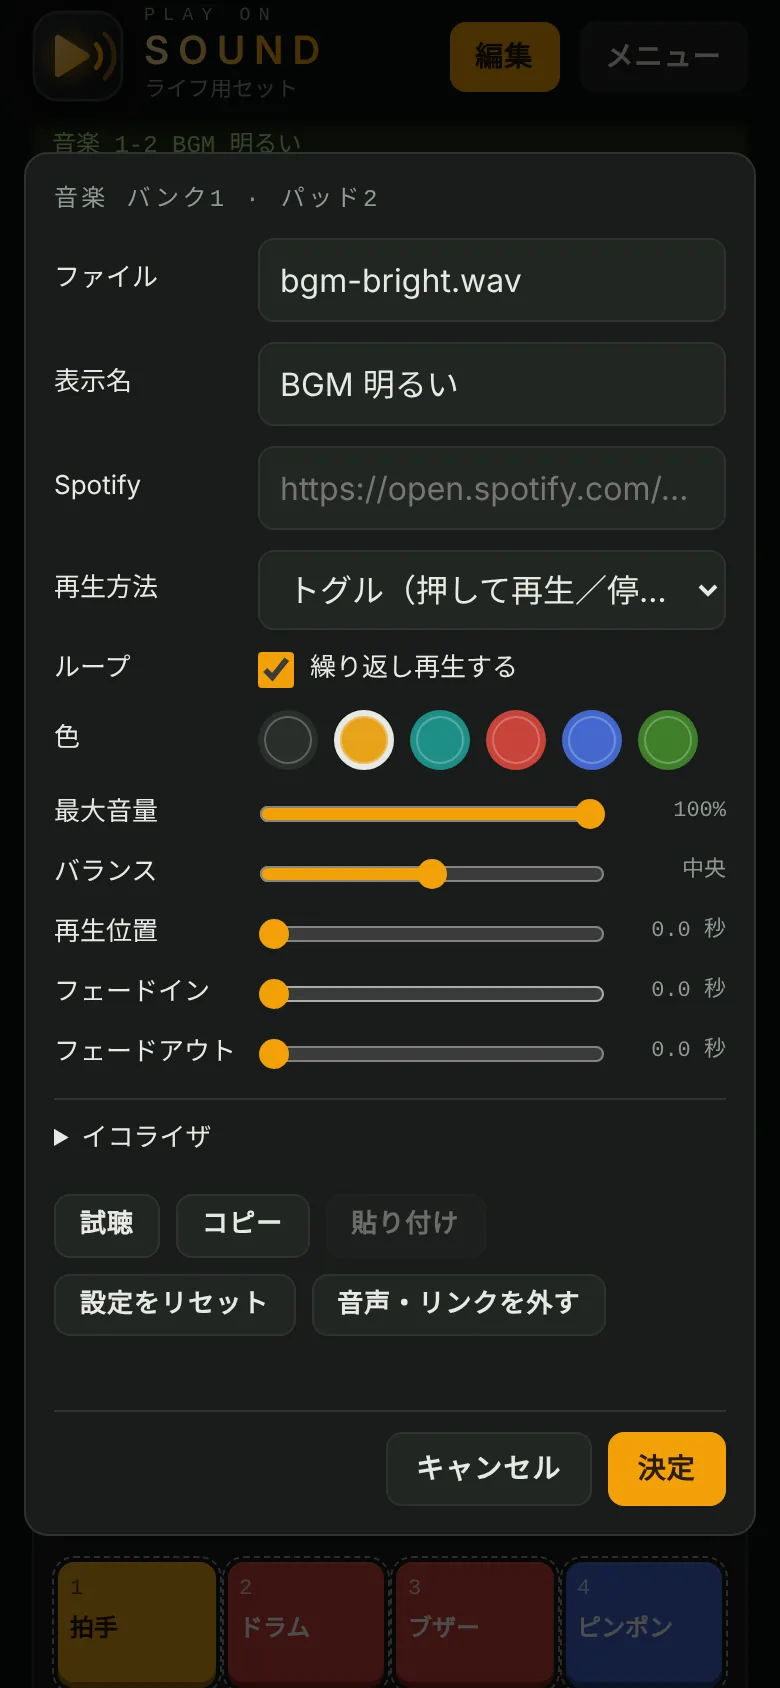 PLAY ON
SOUND
ライフ用セット
編集
メニュー
音楽 1-2 BGM 明るい
音楽 バンク1 · パッド2
ファイル
bgm-bright.wav
表示名
BGM 明るい
Spotify
https://open.spotify.com/...
再生方法
トグル（押して再生／停...
ループ
繰り返し再生する
色
最大音量
100%
バランス
中央
再生位置
0.0 秒
フェードイン
0.0 秒
フェードアウト
0.0 秒
▶ イコライザ
試聴
コピー
貼り付け
設定をリセット
音声・リンクを外す
キャンセル
決定
1
拍手
2
ドラム
3
ブザー
4
ピンポン